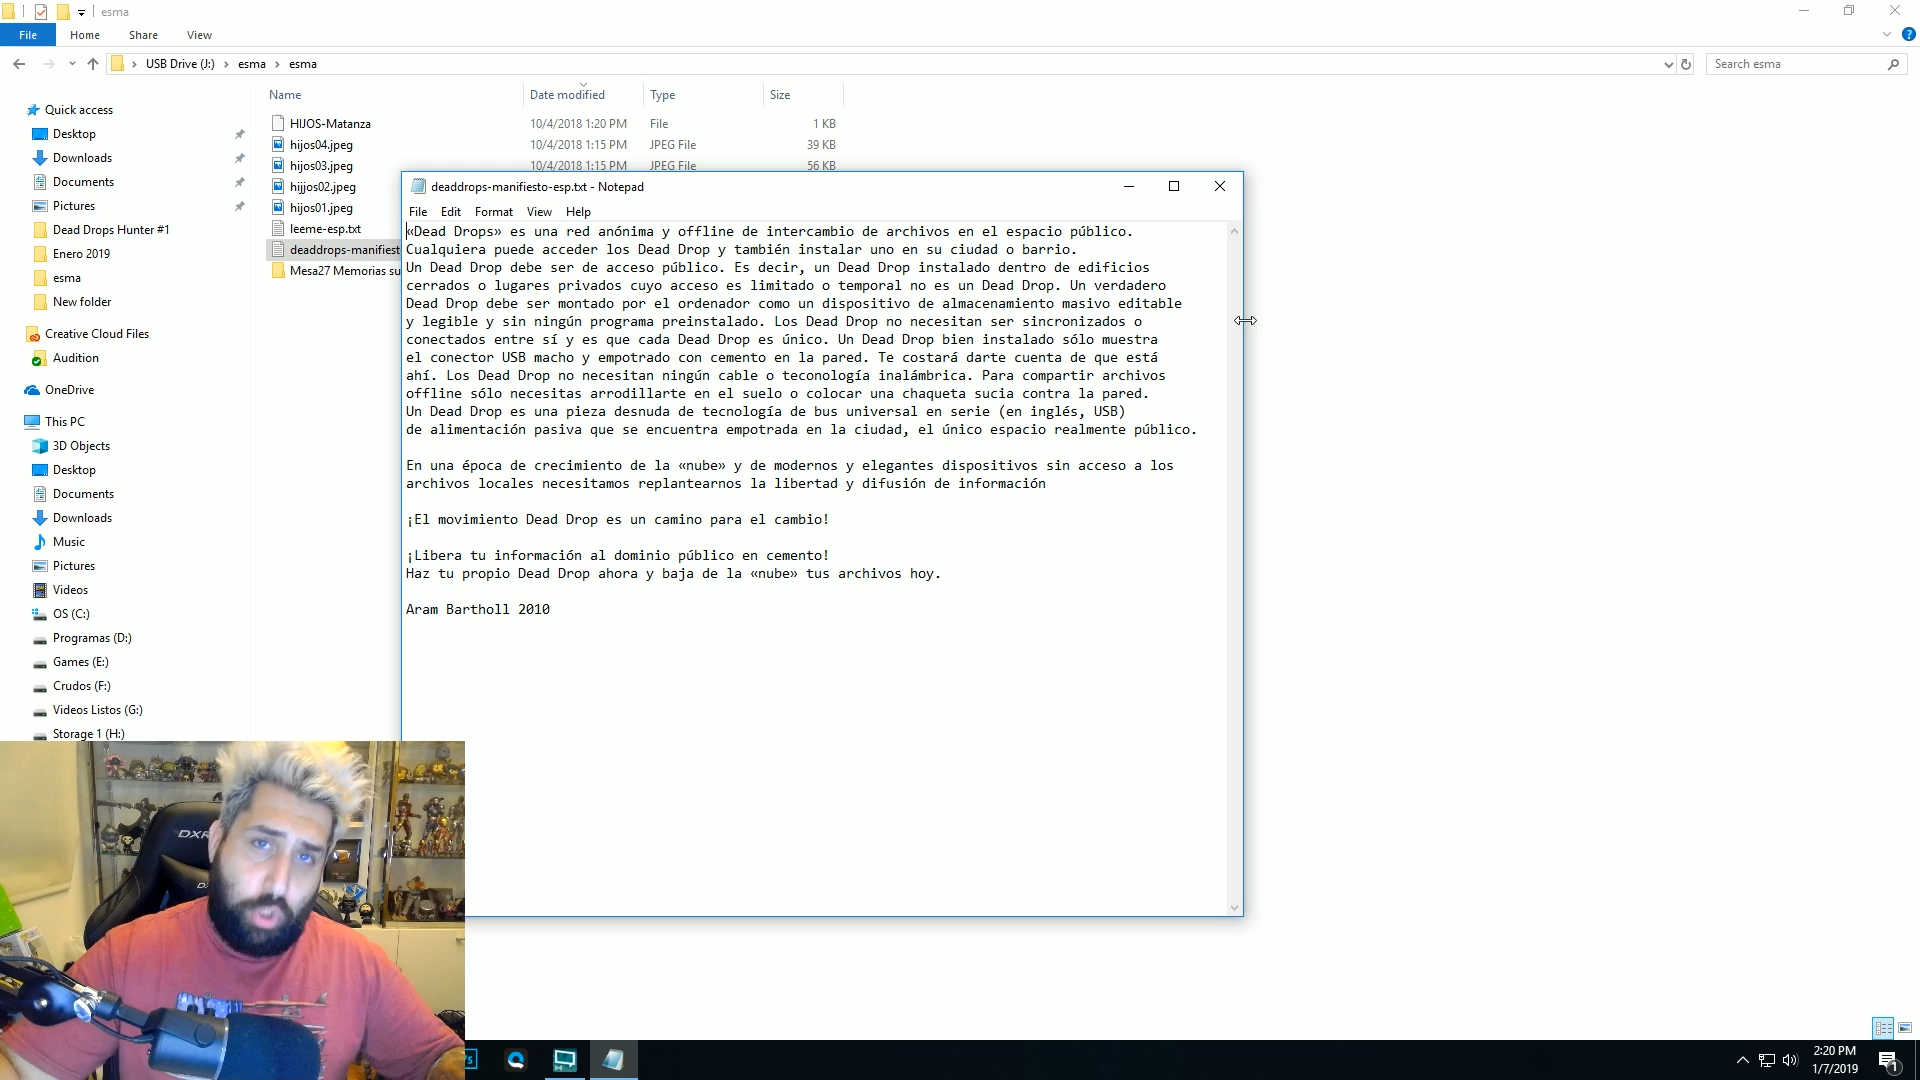 esma
File Home Share View
USB Drive (J:) esma esma
Search esma
Name Date modified Type Size
HIJOS-Matanza 10/4/2018 1:20 PM File 1 KB
hijos04.jpeg 10/4/2018 1:15 PM JPEG File 39 KB
hijos03.jpeg 10/4/2018 1:15 PM JPEG File 56 KB
hijjos02.jpeg
hijos01.jpeg
leeme-esp.txt
deaddrops-manifiest
Mesa27 Memorias su
Quick access
Desktop
Downloads
Documents
Pictures
Dead Drops Hunter #1
Enero 2019
esma
New folder
Creative Cloud Files
Audition
OneDrive
This PC
3D Objects
Desktop
Documents
Downloads
Music
Pictures
Videos
OS (C:)
Programas (D:)
Games (E:)
Crudos (F:)
Videos Listos (G:)
Storage 1 (H:)
deaddrops-manifiesto-esp.txt - Notepad
File Edit Format View Help
«Dead Drops» es una red anónima y offline de intercambio de archivos en el espacio público.
Cualquiera puede acceder los Dead Drop y también instalar uno en su ciudad o barrio.
Un Dead Drop debe ser de acceso público. Es decir, un Dead Drop instalado dentro de edificios
cerrados o lugares privados cuyo acceso es limitado o temporal no es un Dead Drop. Un verdadero
Dead Drop debe ser montado por el ordenador como un dispositivo de almacenamiento masivo editable
y legible y sin ningún programa preinstalado. Los Dead Drop no necesitan ser sincronizados o
conectados entre sí y es que cada Dead Drop es único. Un Dead Drop bien instalado sólo muestra
el conector USB macho y empotrado con cemento en la pared. Te costará darte cuenta de que está
ahí. Los Dead Drop no necesitan ningún cable o teconología inalámbrica. Para compartir archivos
offline sólo necesitas arrodillarte en el suelo o colocar una chaqueta sucia contra la pared.
Un Dead Drop es una pieza desnuda de tecnología de bus universal en serie (en inglés, USB)
de alimentación pasiva que se encuentra empotrada en la ciudad, el único espacio realmente público.
En una época de crecimiento de la «nube» y de modernos y elegantes dispositivos sin acceso a los
archivos locales necesitamos replantearnos la libertad y difusión de información
¡El movimiento Dead Drop es un camino para el cambio!
¡Libera tu información al dominio público en cemento!
Haz tu propio Dead Drop ahora y baja de la «nube» tus archivos hoy.
Aram Bartholl 2010
DXR
2:20 PM
1/7/2019
1